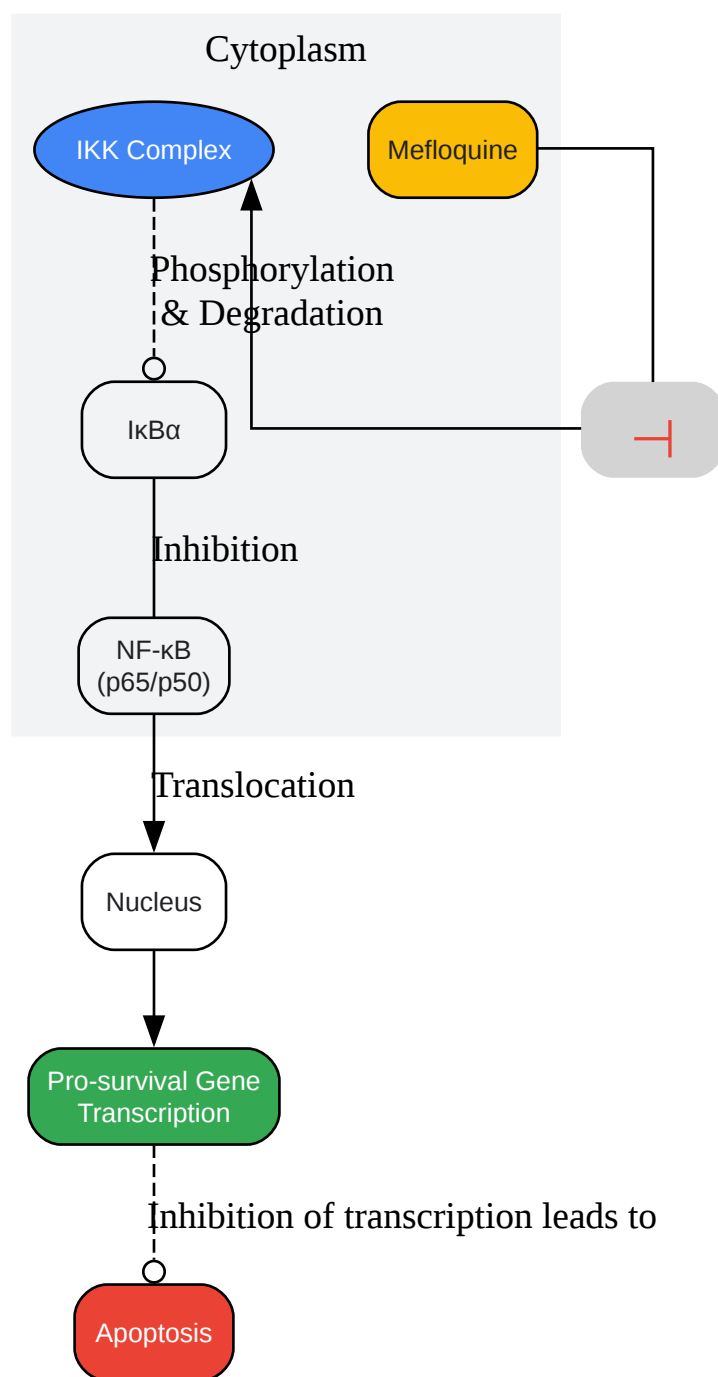 Cytoplasm
IKK Complex
Mefloquine
Phosphorylation
& Degradation
IκBα
Inhibition
NF-κB
(p65/p50)
Translocation
Nucleus
Pro-survival Gene
Transcription
Inhibition of transcription leads to
Apoptosis